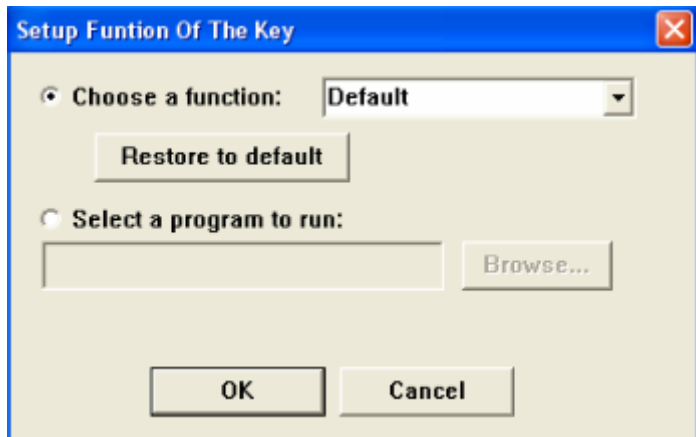 Setup Funtion Of The Key
Choose a function: Default
Restore to default
Select a program to run:
Browse...
OK Cancel